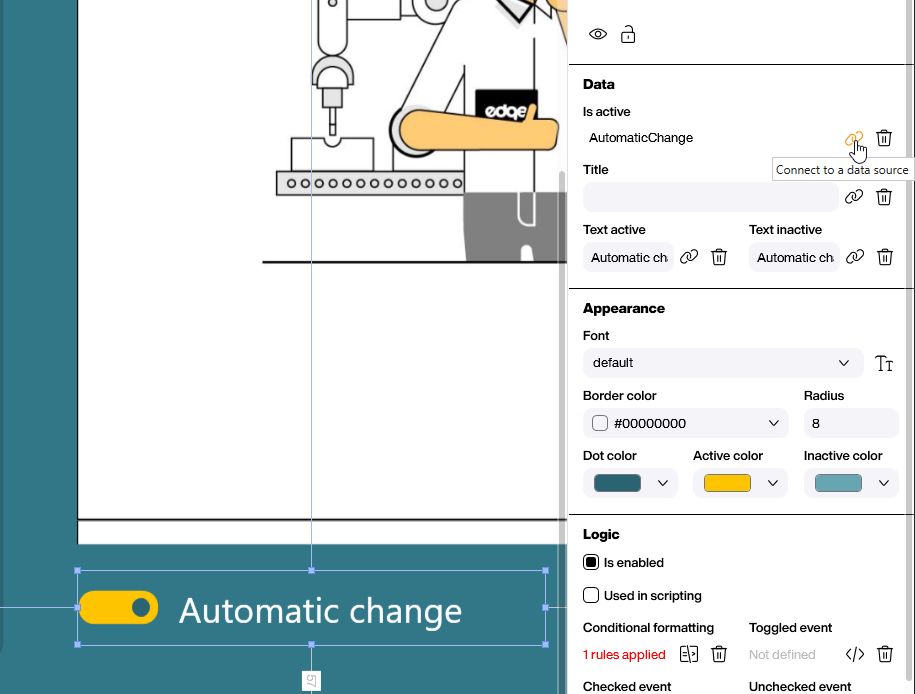 edge
Data
Is active
AutomaticChange
Connect to a data source
Title
Text active Text inactive
Automatic ch Automatic ch
Appearance
Font
default
Border color Radius
#00000000 8
Dot color Active color Inactive color
Logic
Is enabled
Used in scripting
Conditional formatting Toggled event
1 rules applied Not defined
Checked event Unchecked event
Automatic change
57